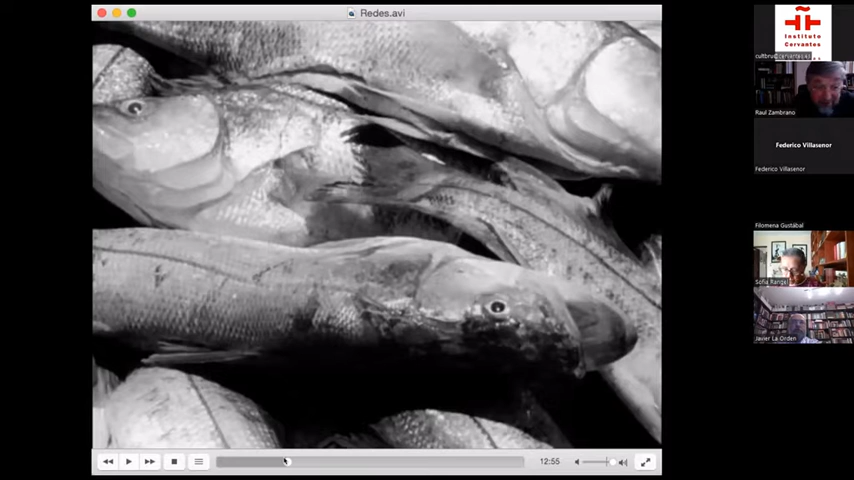 Redes.avi
Instituto
Cervantes
Raul Zambrano
Federico Villasenor
Federico Villasenor
Filomena Gustábal
Sofia Rangel
Javier La Orden
12:55